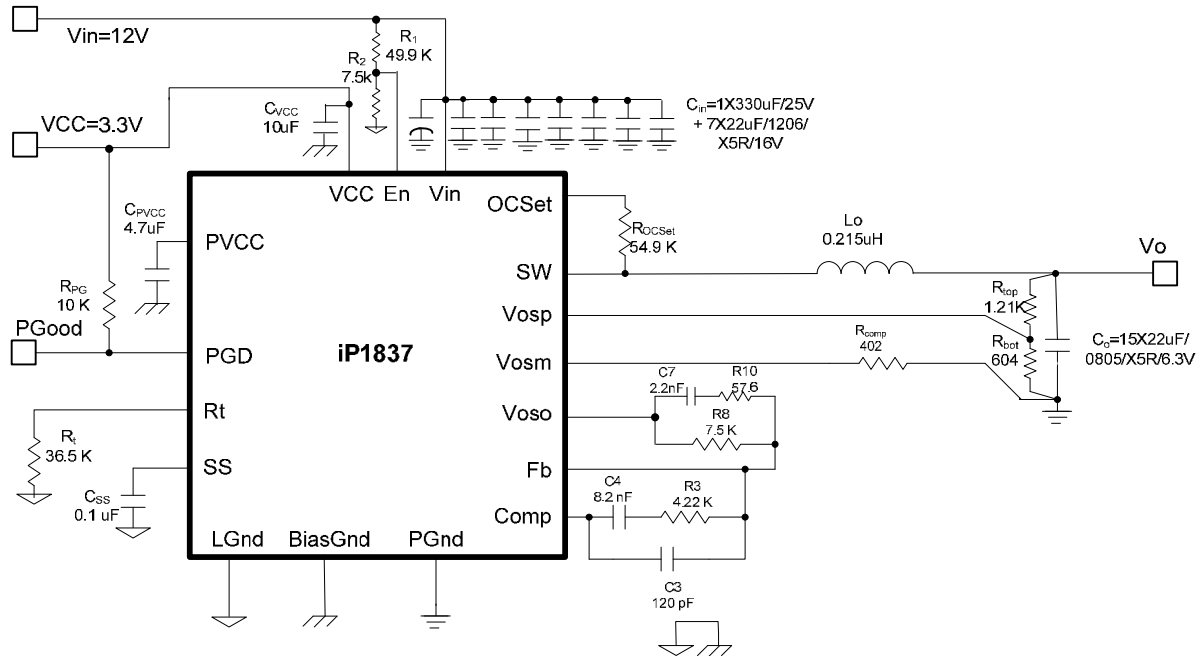 Vin=12V
R1
49.9 K
R2
7.5k
CVCC
10uF
Cin=1X330uF/25V
+ 7X22uF/1206/
X5R/16V
VCC=3.3V
VCC En Vin
OCSet
CPVCC
4.7uF
PVCC
ROCSet
54.9 K
Lo
0.215uH
Vo
SW
RPG
10 K
Rtop
1.21K
Vosp
PGood
PGD
iP1837
Rcomp
402
Rbot
604
Co=15X22uF/
0805/X5R/6.3V
Vosm
C7
2.2nF
R10
57.6
Rt
Voso
R8
7.5 K
Rt
36.5 K
SS
Fb
CSS
0.1 uF
C4
8.2 nF
R3
4.22 K
Comp
LGnd BiasGnd PGnd
C3
120 pF